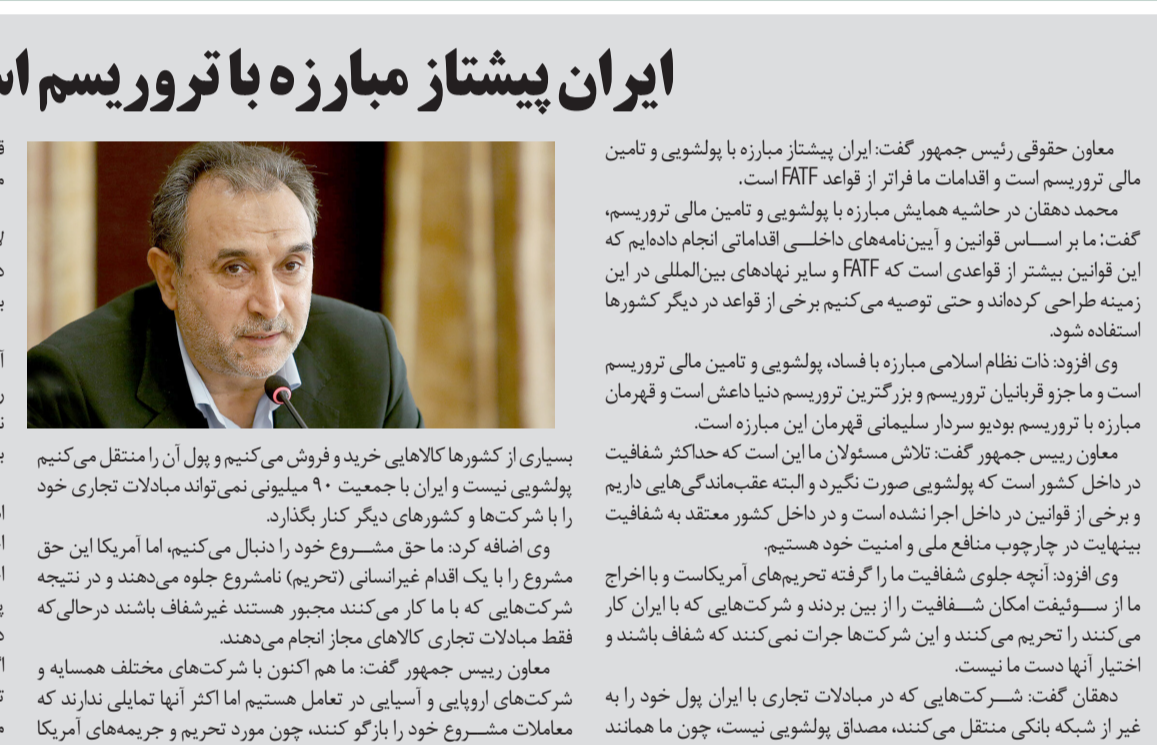 ایران پیشتاز مبارزه با تروریسم
معاون حقوقی رئیس جمهور گفت: ایران پیشتاز مبارزه با پولشویی و تامین
مالی تروریسم است و اقدامات ما فراتر از قواعد FATF است.
محمد دهقان در حاشیه همایش مبارزه با پولشویی و تامین مالی تروریسم،
گفت: ما بر اساس قوانین و آیین‌نامه‌های داخلی اقداماتی انجام داده‌ایم که
این قوانین بیشتر از قواعدی است که FATF و سایر نهادهای بین‌المللی در این
زمینه طراحی کرده‌اند و حتی توصیه می‌کنیم برخی از قواعد در دیگر کشورها
استفاده شود.
وی افزود: ذات نظام اسلامی مبارزه با فساد، پولشویی و تامین مالی تروریسم
است و ما جزو قربانیان تروریسم و بزرگترین تروریسم دنیا داعش است و قهرمان
مبارزه با تروریسم بودیو سردار سلیمانی قهرمان این مبارزه است.
معاون رییس جمهور گفت: تلاش مسئولان ما این است که حداکثر شفافیت
در داخل کشور است که پولشویی صورت نگیرد و البته عقب‌ماندگی‌هایی داریم
و برخی از قوانین در داخل اجرا نشده است و در داخل کشور معتقد به شفافیت
بینهایت در چارچوب منافع ملی و امنیت خود هستیم.
وی افزود: آنچه جلوی شفافیت ما را گرفته تحریم‌های آمریکاست و با اخراج
ما از سوئیفت امکان شفافیت را از بین بردند و شرکت‌هایی که با ایران کار
می‌کنند را تحریم می‌کنند و این شرکت‌ها جرات نمی‌کنند که شفاف باشند و
اختیار آنها دست ما نیست.
دهقان گفت: شرکت‌هایی که در مبادلات تجاری با ایران پول خود را به
غیر از شبکه بانکی منتقل می‌کنند، مصداق پولشویی نیست، چون ما همانند
بسیاری از کشورها کالاهایی خرید و فروش می‌کنیم و پول آن را منتقل می‌کنیم
پولشویی نیست و ایران با جمعیت ۹۰ میلیونی نمی‌تواند مبادلات تجاری خود
را با شرکت‌ها و کشورهای دیگر کنار بگذارد.
وی اضافه کرد: ما حق مشروع خود را دنبال می‌کنیم، اما آمریکا این حق
مشروع را با یک اقدام غیرانسانی (تحریم) نامشروع جلوه می‌دهند و در نتیجه
شرکت‌هایی که با ما کار می‌کنند مجبور هستند غیرشفاف باشند درحالی‌که
فقط مبادلات تجاری کالاهای مجاز انجام می‌دهند.
معاون رییس جمهور گفت: ما هم اکنون با شرکت‌های مختلف همسایه و
شرکت‌های اروپایی و آسیایی در تعامل هستیم اما اکثر آنها تمایلی ندارند که
معاملات مشروع خود را بازگو کنند، چون مورد تحریم و جریمه‌های آمریکا